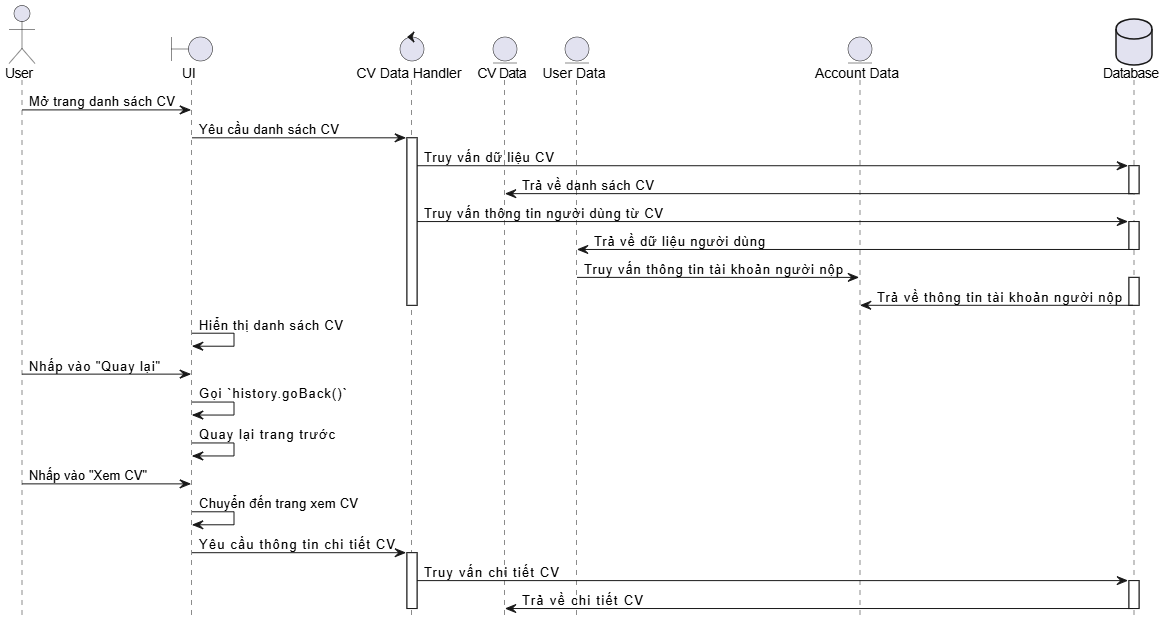 User
UI
CV Data Handler
CV Data
User Data
Account Data
Database
Mở trang danh sách CV
Yêu cầu danh sách CV
Truy vấn dữ liệu CV
Trả về danh sách CV
Truy vấn thông tin người dùng từ CV
Trả về dữ liệu người dùng
Truy vấn thông tin tài khoản người nộp
Trả về thông tin tài khoản người nộp
Hiển thị danh sách CV
Nhấp vào "Quay lại"
Gọi `history.goBack()`
Quay lại trang trước
Nhấp vào "Xem CV"
Chuyển đến trang xem CV
Yêu cầu thông tin chi tiết CV
Truy vấn chi tiết CV
Trả về chi tiết CV